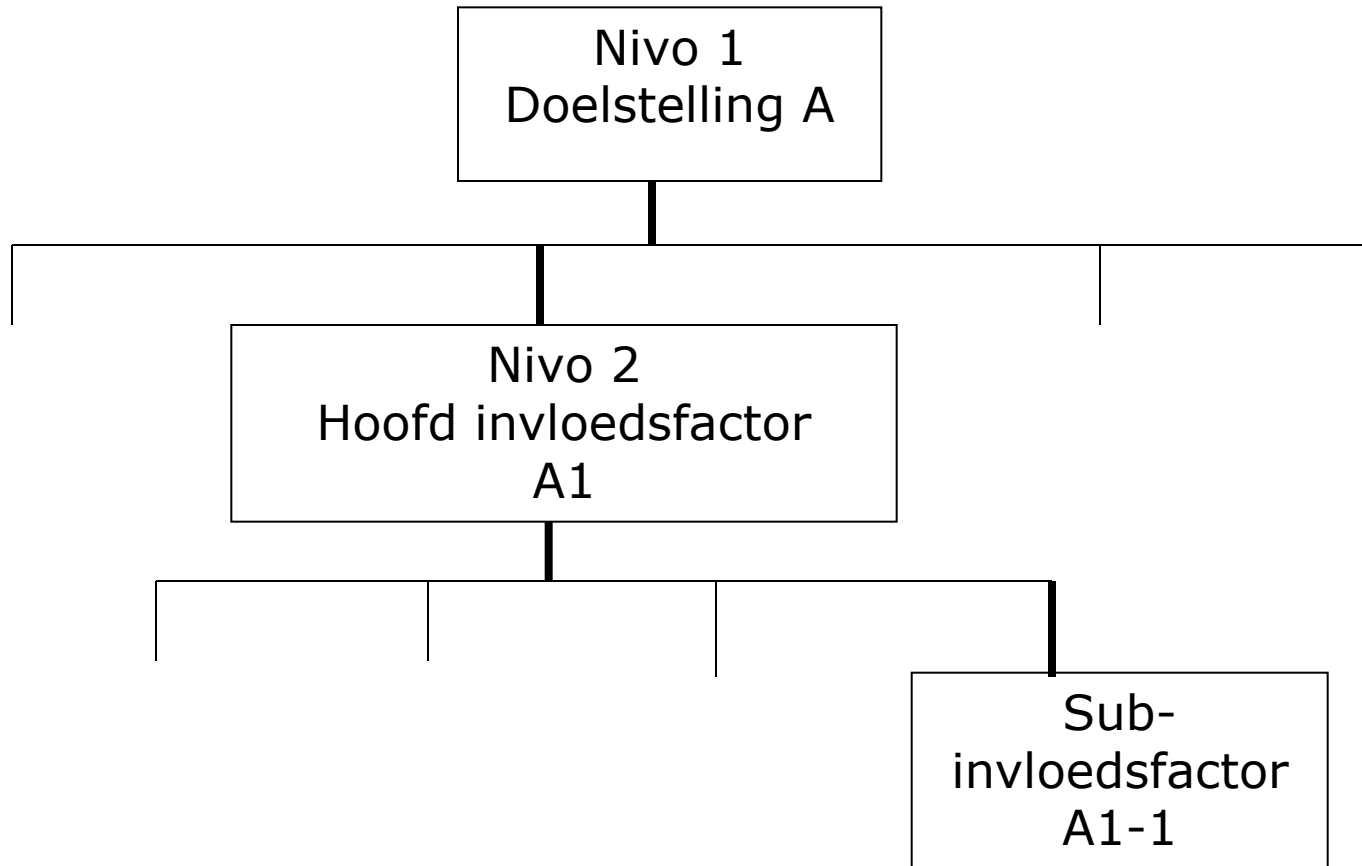 Nivo 1
Doelstelling A
Nivo 2
Hoofd invloedsfactor
A1
Sub-
invloedsfactor
A1-1